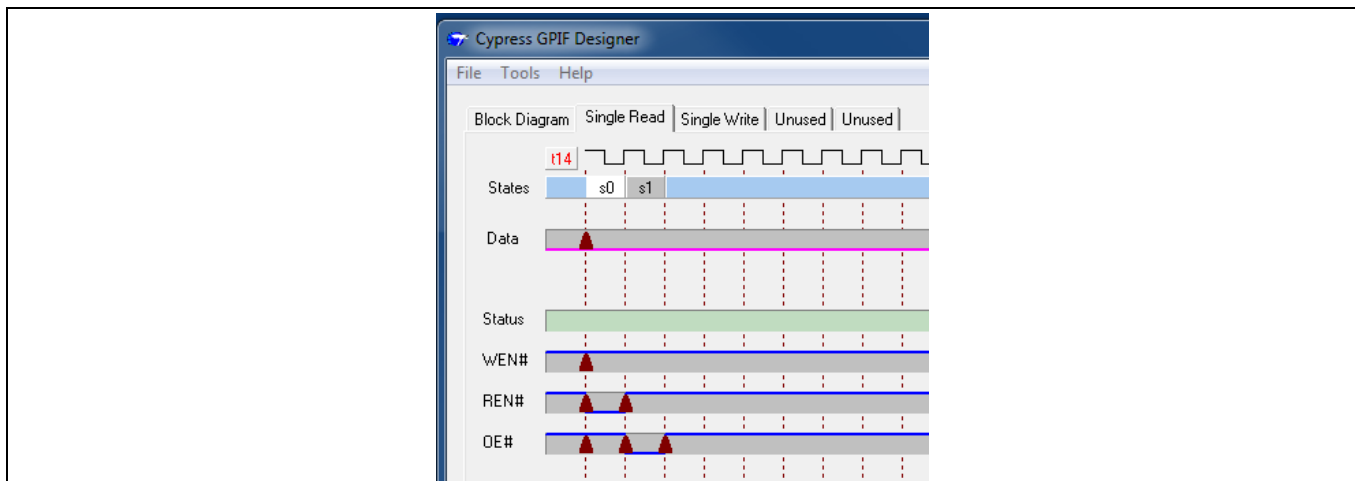 Cypress GPIF Designer
File Tools Help
Block Diagram Single Read Single Write Unused Unused
t14
States s0 s1
Data
Status
WEN#
REN#
OE#